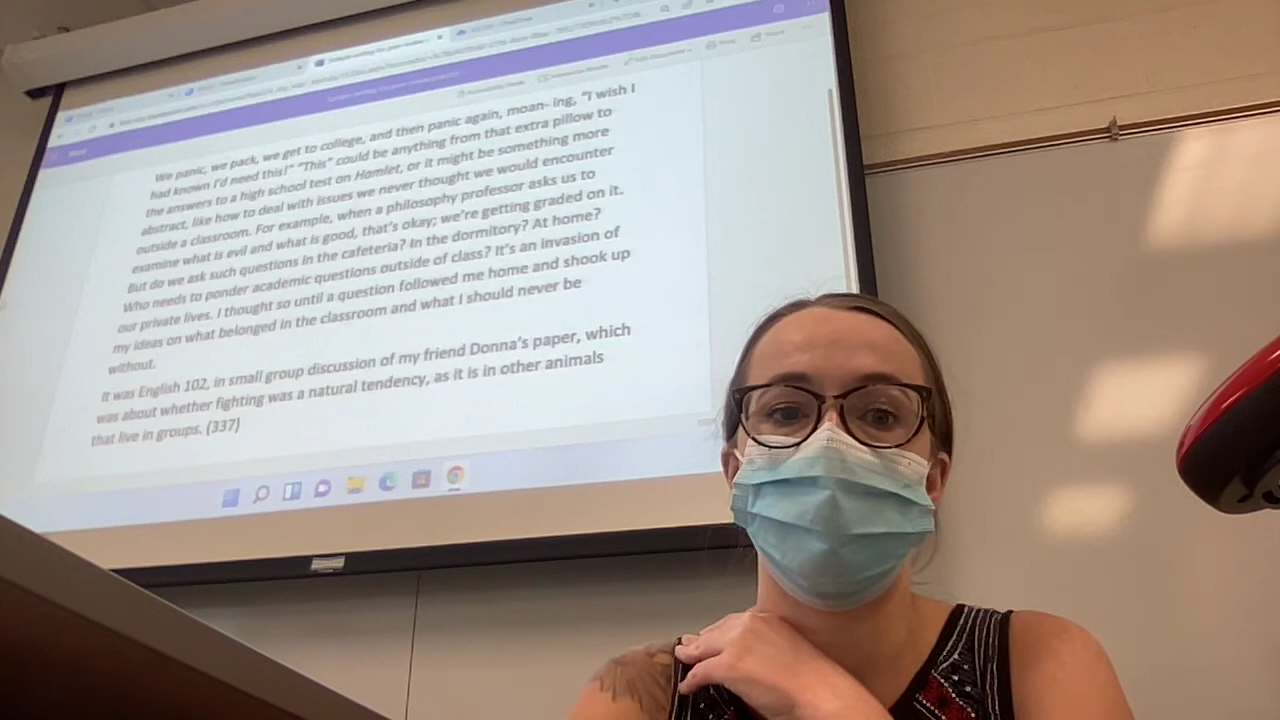 We panic, we pack, we get to college, and then panic again, moan- ing, "I wish I
had known I'd need this!" "This" could be anything from that extra pillow to
the answers to a high school test on Hamlet, or it might be something more
abstract, like how to deal with issues we never thought we would encounter
outside a classroom. For example, when a philosophy professor asks us to
examine what is evil and what is good, that's okay; we're getting graded on it.
But do we ask such questions in the cafeteria? In the dormitory? At home?
Who needs to ponder academic questions outside of class? It's an invasion of
our private lives. I thought so until a question followed me home and shook up
my ideas on what belonged in the classroom and what I should never be
without.
It was English 102, in small group discussion of my friend Donna's paper, which
was about whether fighting was a natural tendency, as it is in other animals
that live in groups. (337)